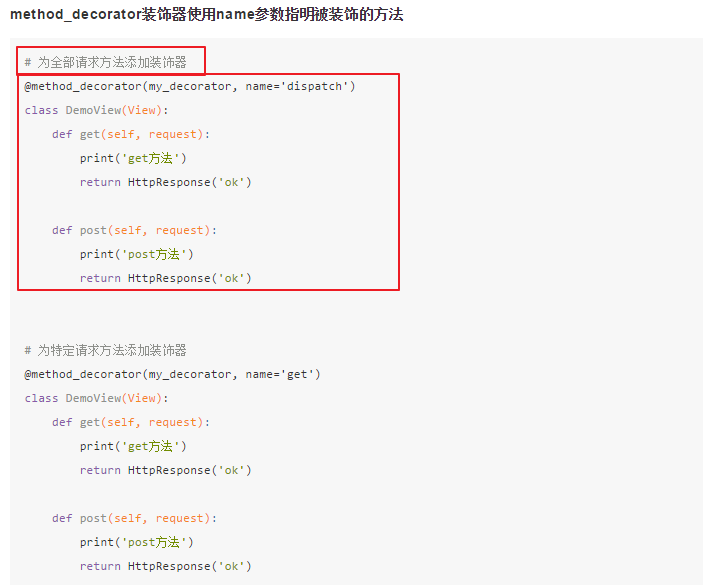 method_decorator装饰器使用name参数指明被装饰的方法
# 为全部请求方法添加装饰器
@method_decorator(my_decorator, name='dispatch')
class DemoView(View):
    def get(self, request):
        print('get方法')
        return HttpResponse('ok')

    def post(self, request):
        print('post方法')
        return HttpResponse('ok')


# 为特定请求方法添加装饰器
@method_decorator(my_decorator, name='get')
class DemoView(View):
    def get(self, request):
        print('get方法')
        return HttpResponse('ok')

    def post(self, request):
        print('post方法')
        return HttpResponse('ok')